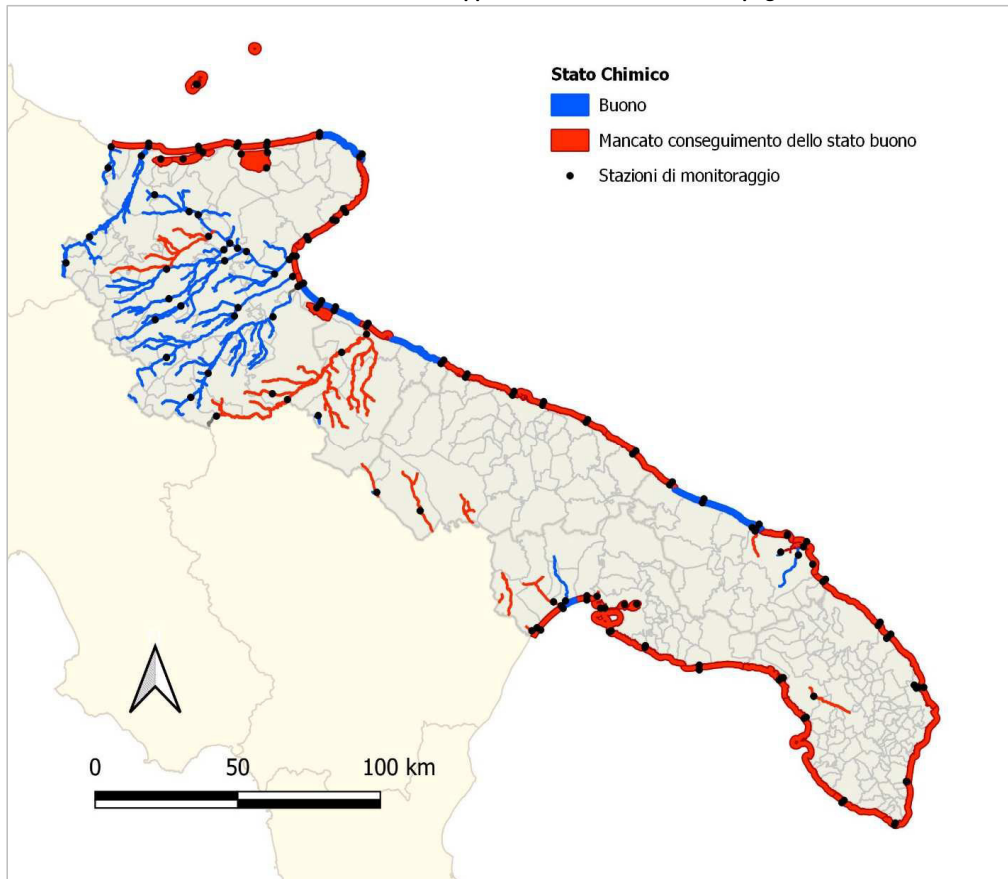 Stato Chimico
Buono
Mancato conseguimento dello stato buono
Stazioni di monitoraggio
0 50 100 km